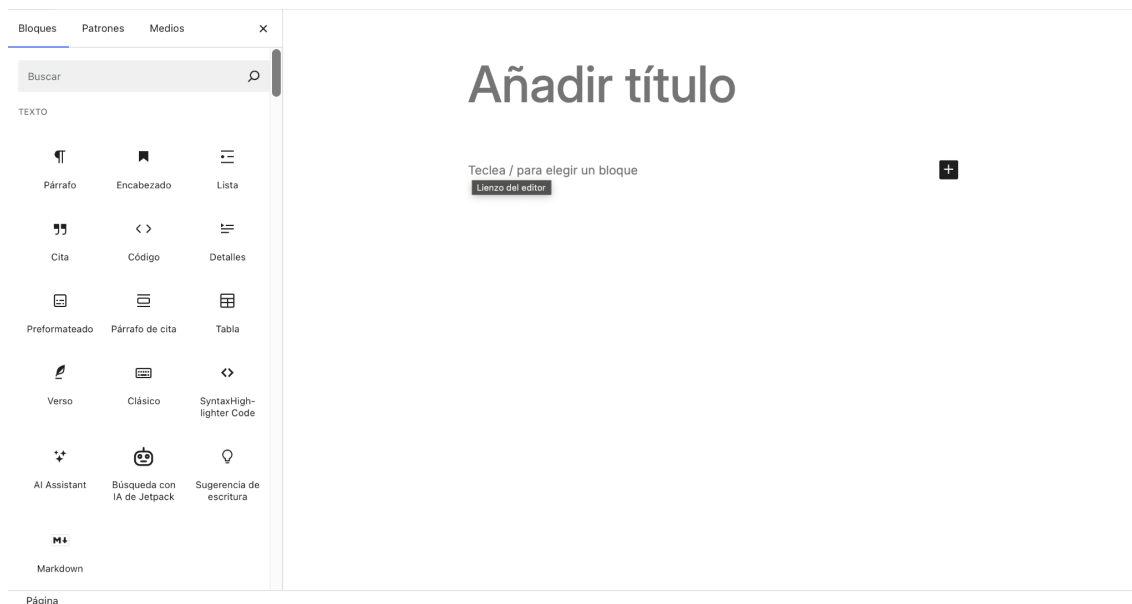 Bloques Patrones Medios ×
Buscar
TEXTO
Párrafo Encabezado Lista
Cita Código Detalles
Preformateado Párrafo de cita Tabla
Verso Clásico SyntaxHigh-
lighter Code
AI Assistant Búsqueda con Sugerencia de
IA de Jetpack escritura
M↓
Markdown
Añadir título
Teclea / para elegir un bloque
Lienzo del editor
Página